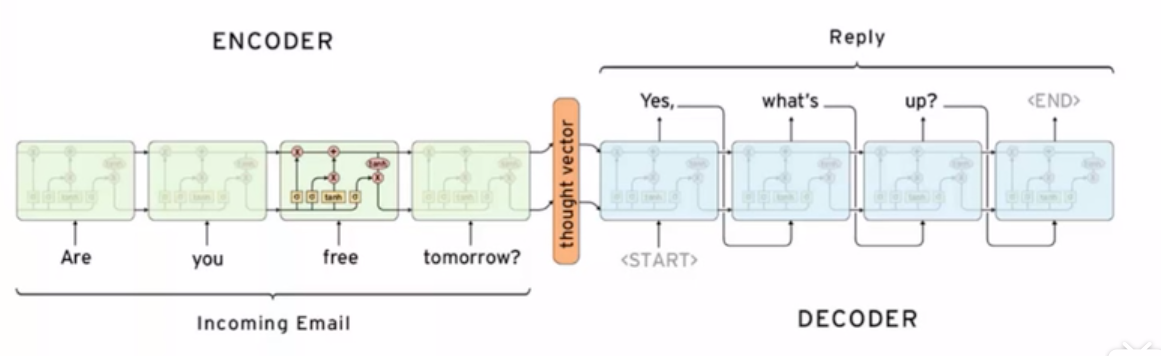 ENCODER
Reply
Yes, what's up? <END>
x + tanh x x σ σ tanh σ
thought vector
Are you free tomorrow? <START>
Incoming Email
DECODER